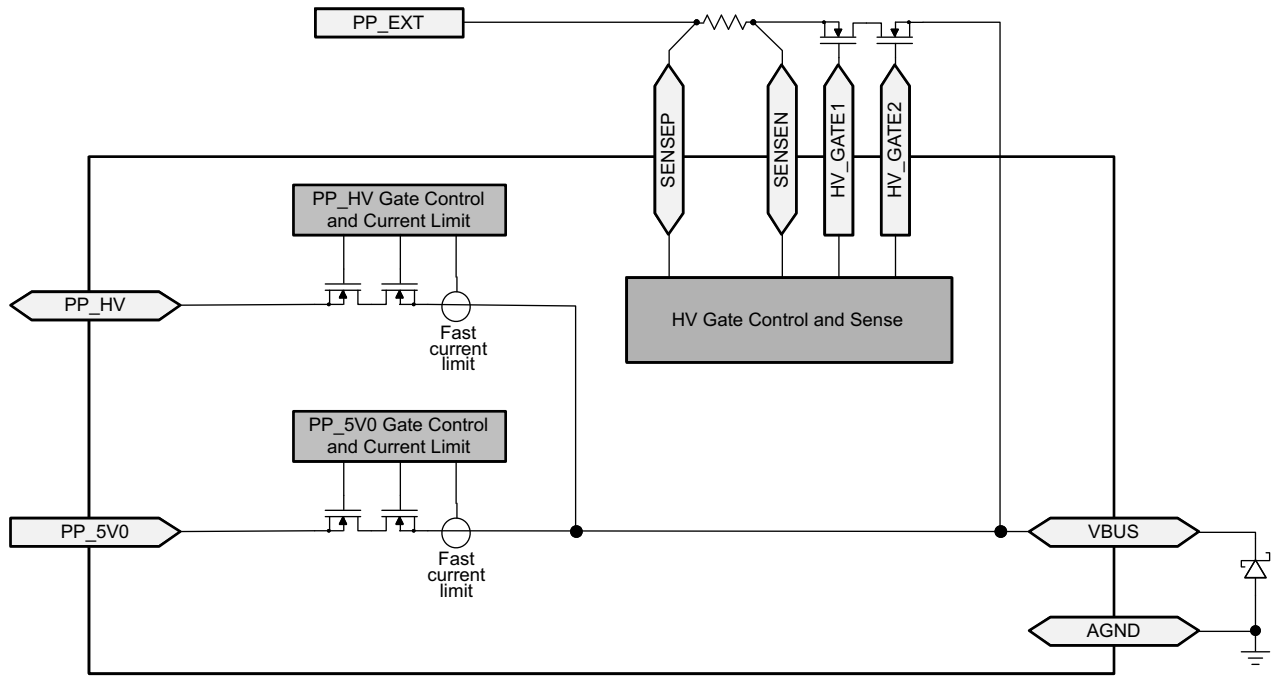 PP_EXT
SENSEP
SENSEN
HV_GATE1
HV_GATE2
PP_HV Gate Control
and Current Limit
PP_HV
Fast
current
limit
HV Gate Control and Sense
PP_5V0 Gate Control
and Current Limit
PP_5V0
Fast
current
limit
VBUS
AGND